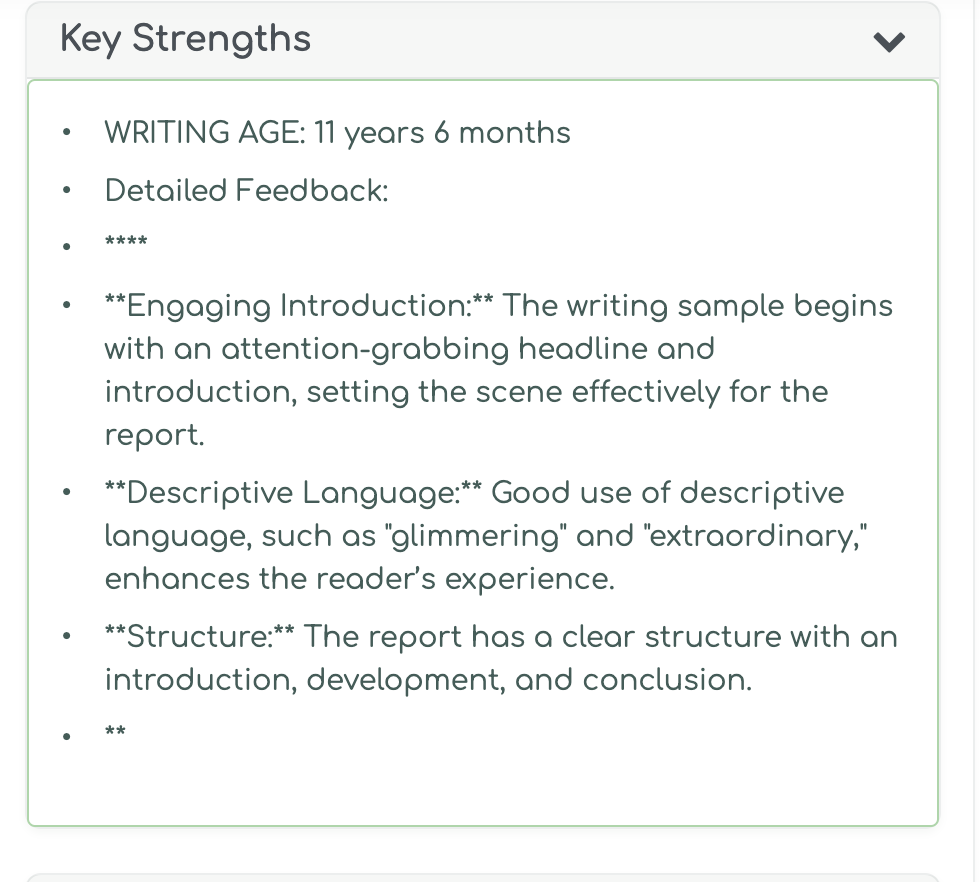 Key Strengths
• WRITING AGE: 11 years 6 months
• Detailed Feedback:
• ****
• **Engaging Introduction:** The writing sample begins
with an attention-grabbing headline and
introduction, setting the scene effectively for the
report.
• **Descriptive Language:** Good use of descriptive
language, such as "glimmering" and "extraordinary,"
enhances the reader’s experience.
• **Structure:** The report has a clear structure with an
introduction, development, and conclusion.
• **